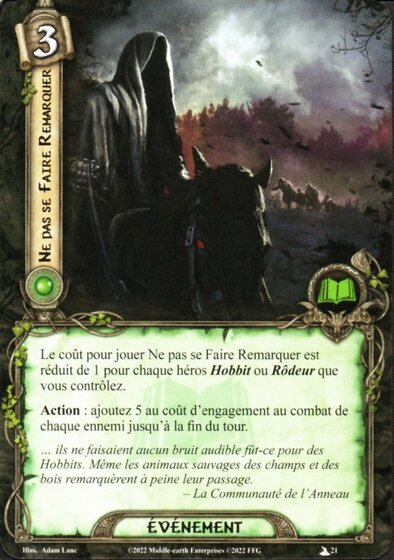 3
NE PAS SE FAIRE REMARQUER
Le coût pour jouer Ne pas se Faire Remarquer est
réduit de 1 pour chaque héros Hobbit ou Rôdeur que
vous contrôlez.
Action : ajoutez 5 au coût d'engagement au combat de
chaque ennemi jusqu'à la fin du tour.
… ils ne faisaient aucun bruit audible fût-ce pour des
Hobbits. Même les animaux sauvages des champs et des
bois remarquèrent à peine leur passage.
– La Communauté de l'Anneau
ÉVÉNEMENT
Illus. Adam Lane ©2022 Middle-earth Enterprises ©2022 FFG 21